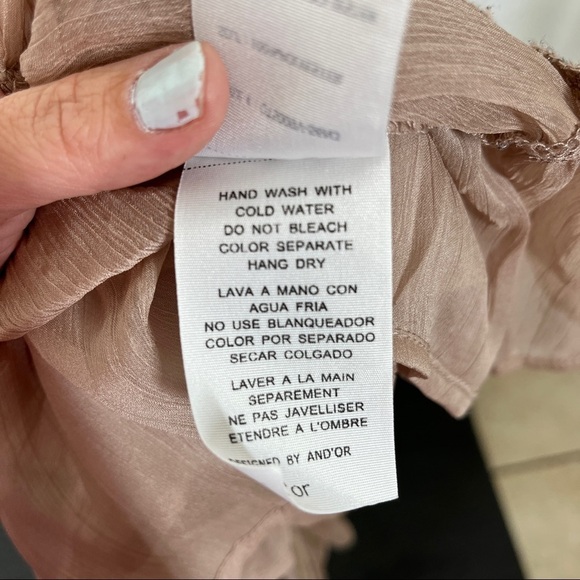 HAND WASH WITH
COLD WATER
DO NOT BLEACH
COLOR SEPARATE
HANG DRY
LAVA A MANO CON
AGUA FRIA
NO USE BLANQUEADOR
COLOR POR SEPARADO
SECAR COLGADO
LAVER A LA MAIN
SEPAREMENT
NE PAS JAVELLISER
ETENDRE A L'OMBRE
DESIGNED BY AND'OR